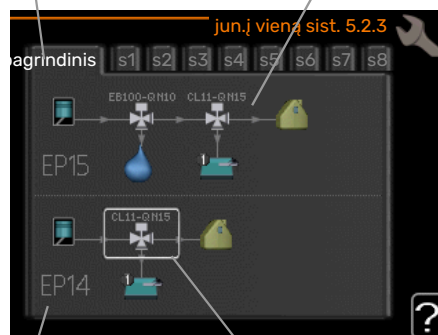 jun.į vieną sist. 5.2.3
pagrindinis s1 s2 s3 s4 s5 s6 s7 s8
EB100-QN10 CL11-QN15
EP15
1
CL11-QN15
EP14
1
?